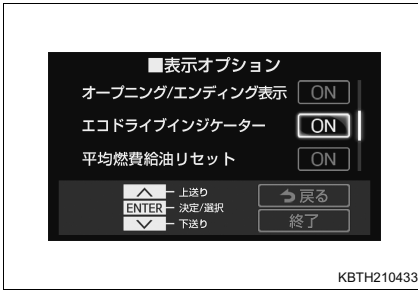 ■表示オプション
オープニング/エンディング表示 ON
エコドライブインジケーター ON
平均燃費給油リセット ON
上送り
ENTER 決定/選択
下送り
戻る
終了
KBTH210433